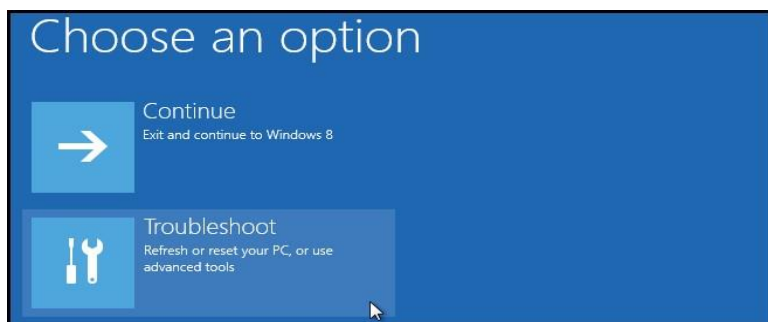 Choose an option
Continue
Exit and continue to Windows 8
Troubleshoot
Refresh or reset your PC, or use
advanced tools